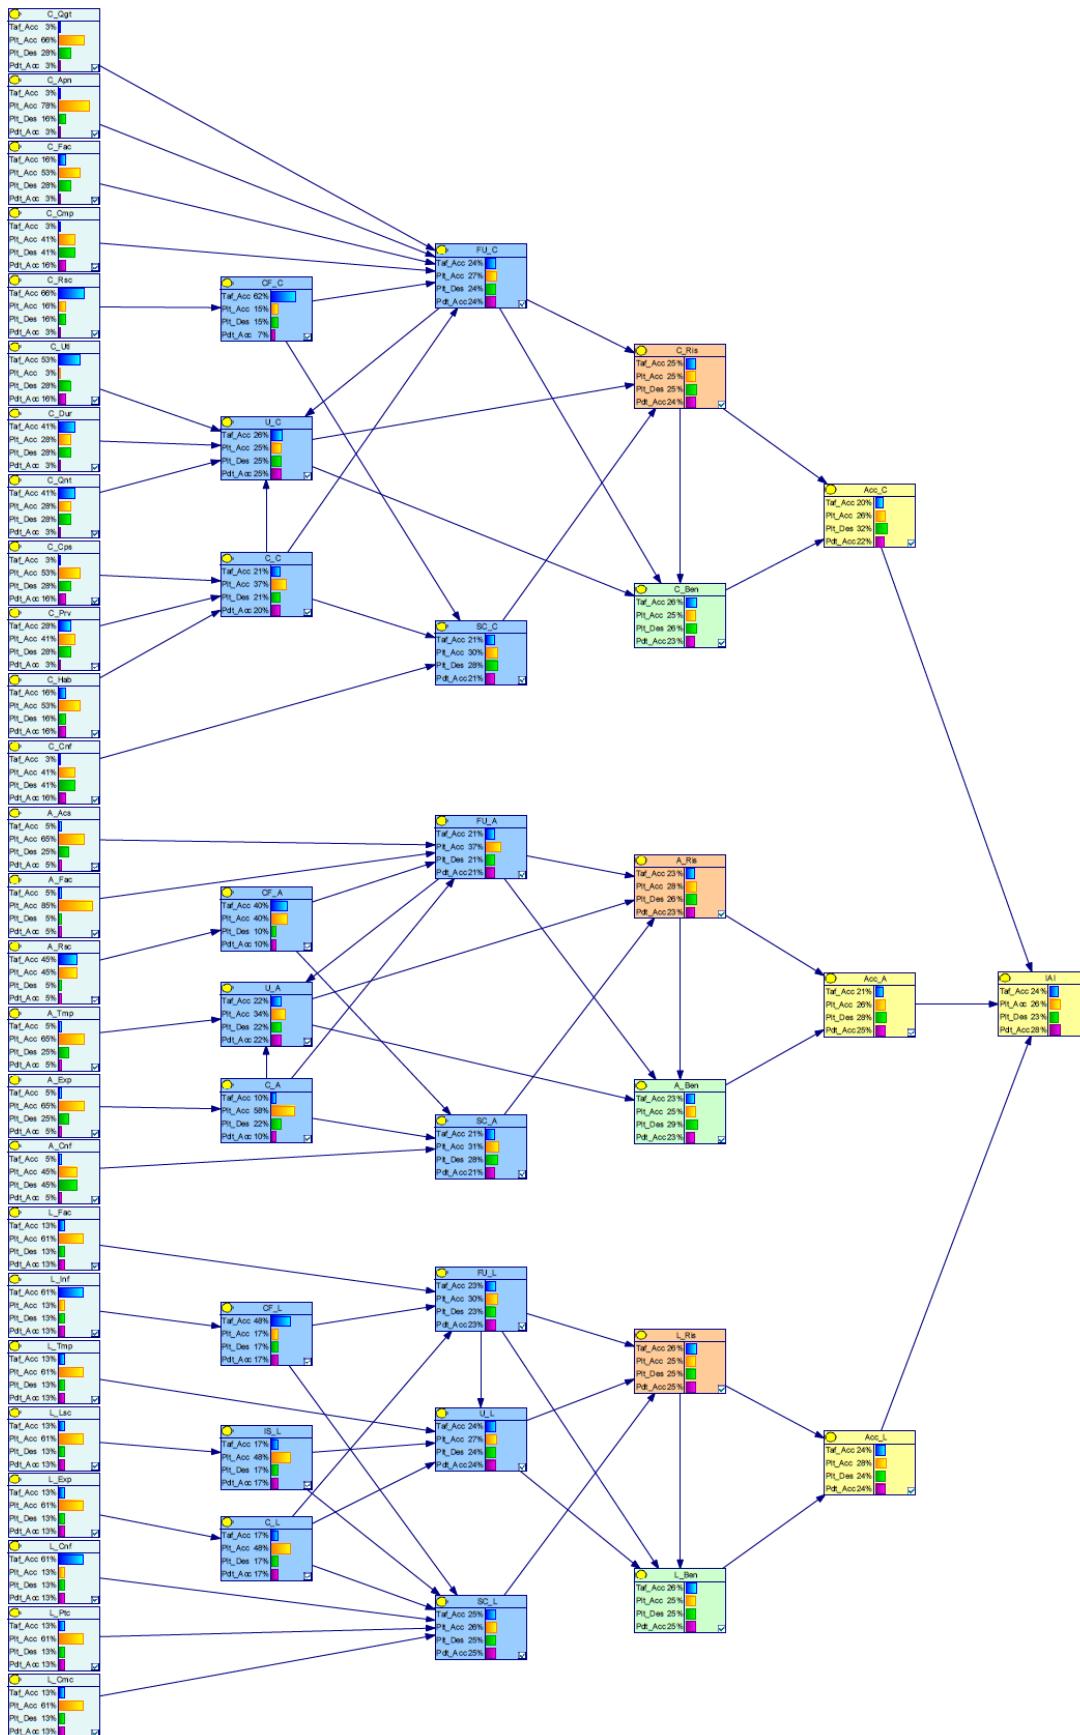 C_Qgt
Taf_Acc 3%
Plt_Acc 66%
Plt_Des 28%
Pdt_Acc 3%
C_Apn
Taf_Acc 3%
Plt_Acc 78%
Plt_Des 16%
Pdt_Acc 3%
C_Fac
Taf_Acc 16%
Plt_Acc 53%
Plt_Des 28%
Pdt_Acc 3%
C_Cmp
Taf_Acc 3%
Plt_Acc 41%
Plt_Des 41%
Pdt_Acc 16%
C_Rsc
Taf_Acc 66%
Plt_Acc 16%
Plt_Des 16%
Pdt_Acc 3%
C_Utl
Taf_Acc 53%
Plt_Acc 3%
Plt_Des 28%
Pdt_Acc 16%
C_Dur
Taf_Acc 41%
Plt_Acc 28%
Plt_Des 28%
Pdt_Acc 3%
C_Qnt
Taf_Acc 41%
Plt_Acc 28%
Plt_Des 28%
Pdt_Acc 3%
C_Cps
Taf_Acc 3%
Plt_Acc 53%
Plt_Des 28%
Pdt_Acc 16%
C_Prv
Taf_Acc 28%
Plt_Acc 41%
Plt_Des 28%
Pdt_Acc 3%
C_Hab
Taf_Acc 16%
Plt_Acc 53%
Plt_Des 16%
Pdt_Acc 16%
C_Cnf
Taf_Acc 3%
Plt_Acc 41%
Plt_Des 41%
Pdt_Acc 16%
A_Acs
Taf_Acc 5%
Plt_Acc 65%
Plt_Des 25%
Pdt_Acc 5%
A_Fac
Taf_Acc 5%
Plt_Acc 85%
Plt_Des 5%
Pdt_Acc 5%
A_Rsc
Taf_Acc 45%
Plt_Acc 45%
Plt_Des 5%
Pdt_Acc 5%
A_Tmp
Taf_Acc 5%
Plt_Acc 65%
Plt_Des 25%
Pdt_Acc 5%
A_Exp
Taf_Acc 5%
Plt_Acc 65%
Plt_Des 25%
Pdt_Acc 5%
A_Cnf
Taf_Acc 5%
Plt_Acc 45%
Plt_Des 45%
Pdt_Acc 5%
L_Fac
Taf_Acc 13%
Plt_Acc 61%
Plt_Des 13%
Pdt_Acc 13%
L_Inf
Taf_Acc 61%
Plt_Acc 13%
Plt_Des 13%
Pdt_Acc 13%
L_Tmp
Taf_Acc 13%
Plt_Acc 61%
Plt_Des 13%
Pdt_Acc 13%
L_Lsc
Taf_Acc 13%
Plt_Acc 61%
Plt_Des 13%
Pdt_Acc 13%
L_Exp
Taf_Acc 13%
Plt_Acc 61%
Plt_Des 13%
Pdt_Acc 13%
L_Cnf
Taf_Acc 61%
Plt_Acc 13%
Plt_Des 13%
Pdt_Acc 13%
L_Ptc
Taf_Acc 13%
Plt_Acc 61%
Plt_Des 13%
Pdt_Acc 13%
L_Cmc
Taf_Acc 13%
Plt_Acc 61%
Plt_Des 13%
Pdt_Acc 13%
CF_C
Taf_Acc 62%
Plt_Acc 15%
Plt_Des 15%
Pdt_Acc 7%
U_C
Taf_Acc 26%
Plt_Acc 25%
Plt_Des 25%
Pdt_Acc 25%
C_C
Taf_Acc 21%
Plt_Acc 37%
Plt_Des 21%
Pdt_Acc 20%
CF_A
Taf_Acc 40%
Plt_Acc 40%
Plt_Des 10%
Pdt_Acc 10%
U_A
Taf_Acc 22%
Plt_Acc 34%
Plt_Des 22%
Pdt_Acc 22%
C_A
Taf_Acc 10%
Plt_Acc 58%
Plt_Des 22%
Pdt_Acc 10%
CF_L
Taf_Acc 48%
Plt_Acc 17%
Plt_Des 17%
Pdt_Acc 17%
IS_L
Taf_Acc 17%
Plt_Acc 48%
Plt_Des 17%
Pdt_Acc 17%
C_L
Taf_Acc 17%
Plt_Acc 48%
Plt_Des 17%
Pdt_Acc 17%
FU_C
Taf_Acc 24%
Plt_Acc 27%
Plt_Des 24%
Pdt_Acc 24%
SC_C
Taf_Acc 21%
Plt_Acc 30%
Plt_Des 28%
Pdt_Acc 21%
FU_A
Taf_Acc 21%
Plt_Acc 37%
Plt_Des 21%
Pdt_Acc 21%
SC_A
Taf_Acc 21%
Plt_Acc 31%
Plt_Des 28%
Pdt_Acc 21%
FU_L
Taf_Acc 23%
Plt_Acc 30%
Plt_Des 23%
Pdt_Acc 23%
U_L
Taf_Acc 24%
Plt_Acc 27%
Plt_Des 24%
Pdt_Acc 24%
SC_L
Taf_Acc 25%
Plt_Acc 26%
Plt_Des 25%
Pdt_Acc 25%
C_Ris
Taf_Acc 25%
Plt_Acc 25%
Plt_Des 25%
Pdt_Acc 24%
C_Ben
Taf_Acc 26%
Plt_Acc 25%
Plt_Des 26%
Pdt_Acc 23%
A_Ris
Taf_Acc 23%
Plt_Acc 28%
Plt_Des 26%
Pdt_Acc 23%
A_Ben
Taf_Acc 23%
Plt_Acc 25%
Plt_Des 29%
Pdt_Acc 23%
L_Ris
Taf_Acc 26%
Plt_Acc 25%
Plt_Des 25%
Pdt_Acc 25%
L_Ben
Taf_Acc 26%
Plt_Acc 25%
Plt_Des 25%
Pdt_Acc 25%
Acc_C
Taf_Acc 20%
Plt_Acc 26%
Plt_Des 32%
Pdt_Acc 22%
Acc_A
Taf_Acc 21%
Plt_Acc 26%
Plt_Des 28%
Pdt_Acc 25%
Acc_L
Taf_Acc 24%
Plt_Acc 28%
Plt_Des 24%
Pdt_Acc 24%
IAI
Taf_Acc 24%
Plt_Acc 26%
Plt_Des 23%
Pdt_Acc 28%